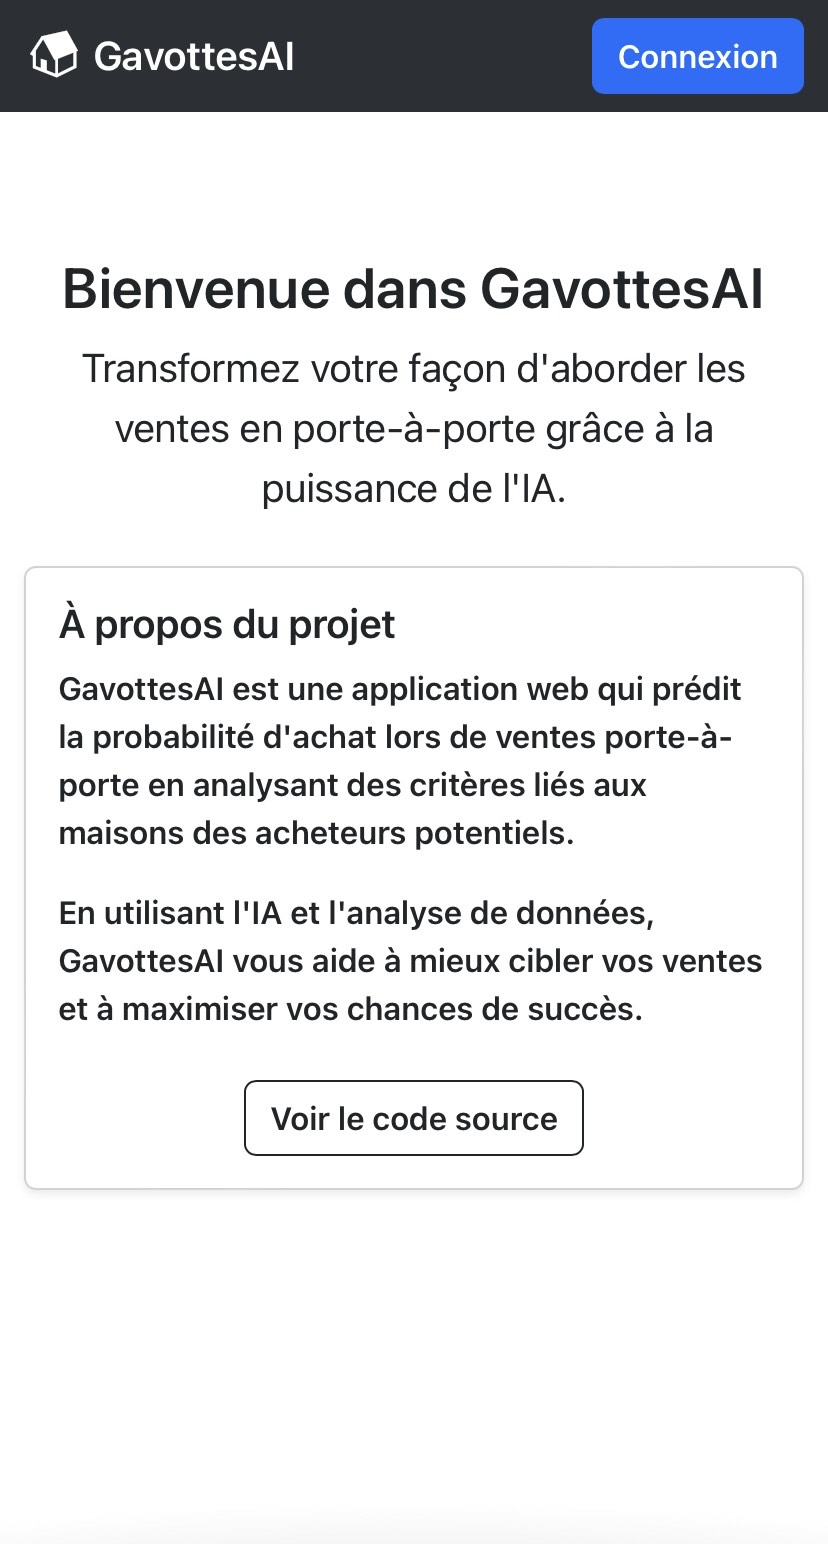 GavottesAI
Connexion
Bienvenue dans GavottesAI
Transformez votre façon d'aborder les
ventes en porte-à-porte grâce à la
puissance de l'IA.
À propos du projet
GavottesAI est une application web qui prédit
la probabilité d'achat lors de ventes porte-à-
porte en analysant des critères liés aux
maisons des acheteurs potentiels.
En utilisant l'IA et l'analyse de données,
GavottesAI vous aide à mieux cibler vos ventes
et à maximiser vos chances de succès.
Voir le code source